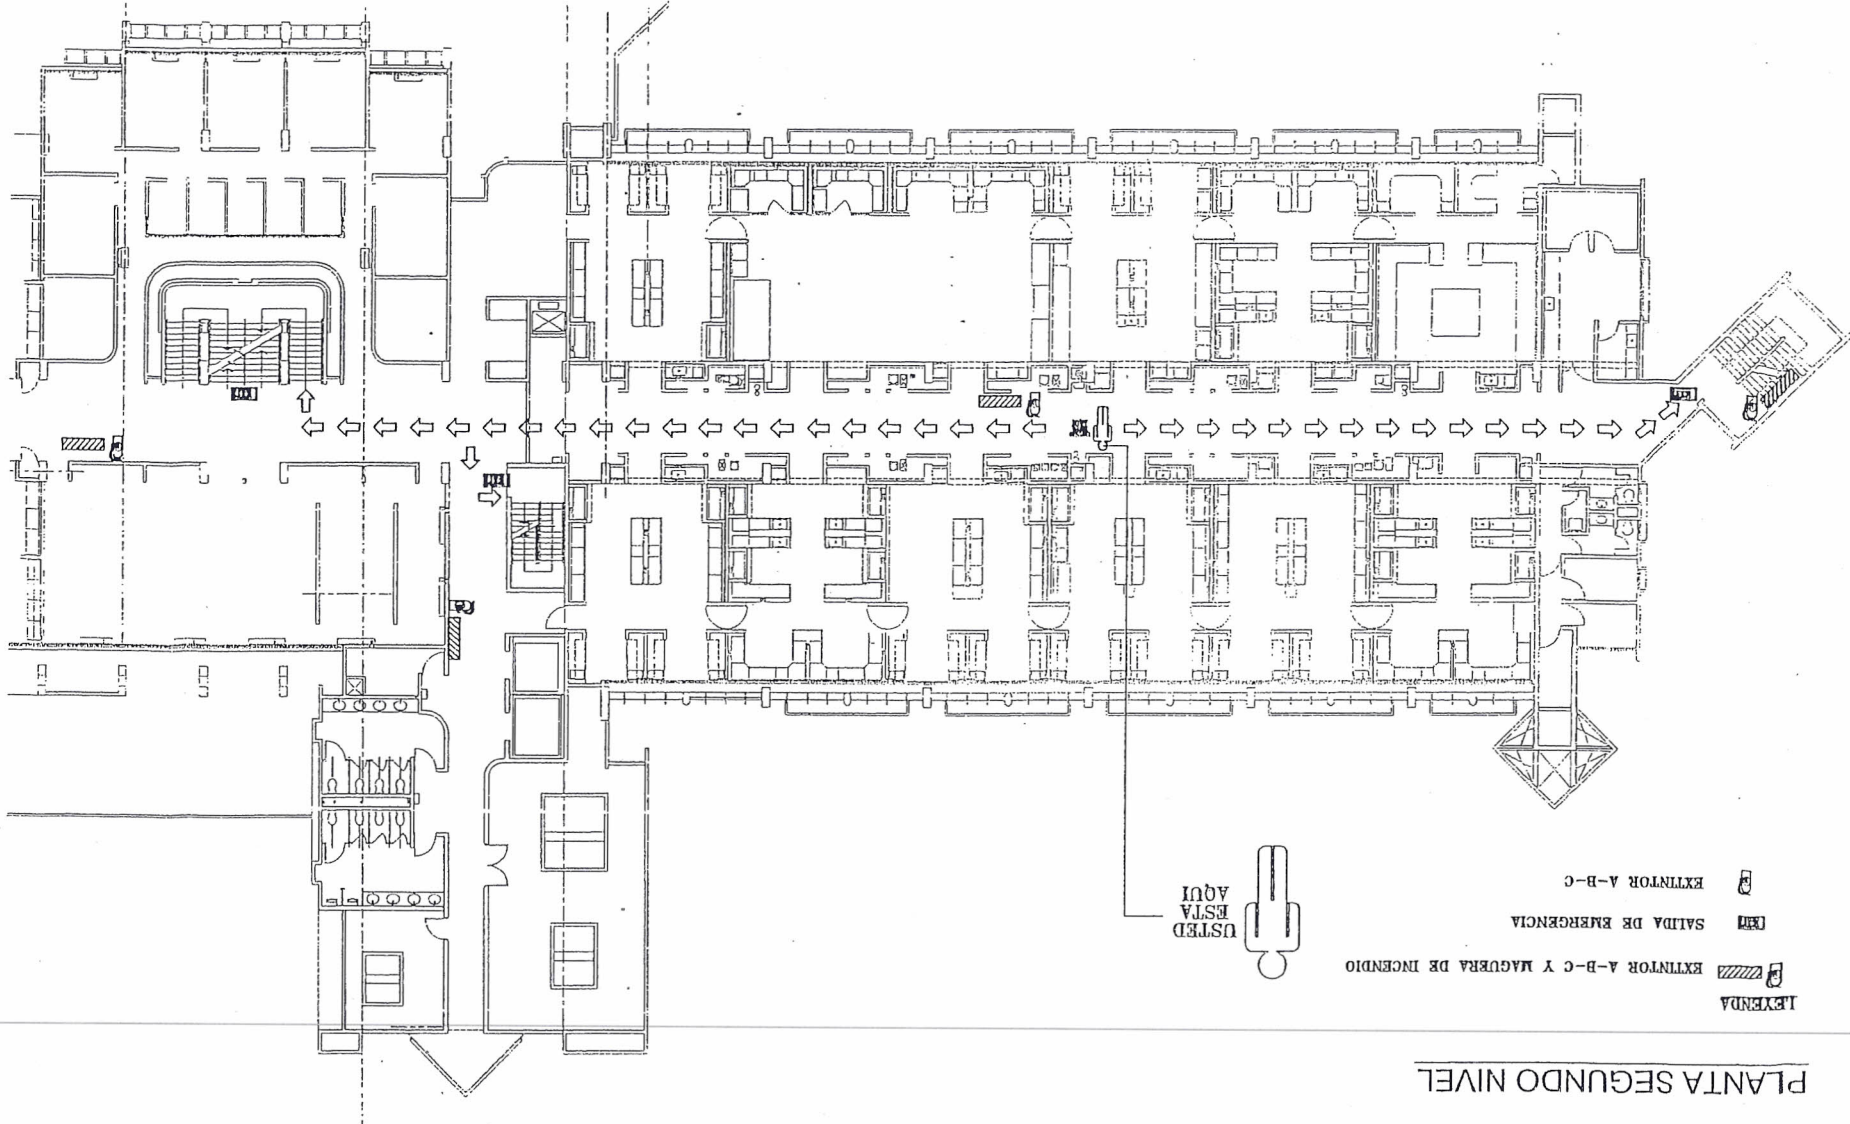 PLANTA SEGUNDO NIVEL
LEYENDA
EXTINTOR A-B-C Y MAGUERA DE INCENDIO
SALIDA DE EMERGENCIA
EXTINTOR A-B-C
USTED
ESTA
AQUI